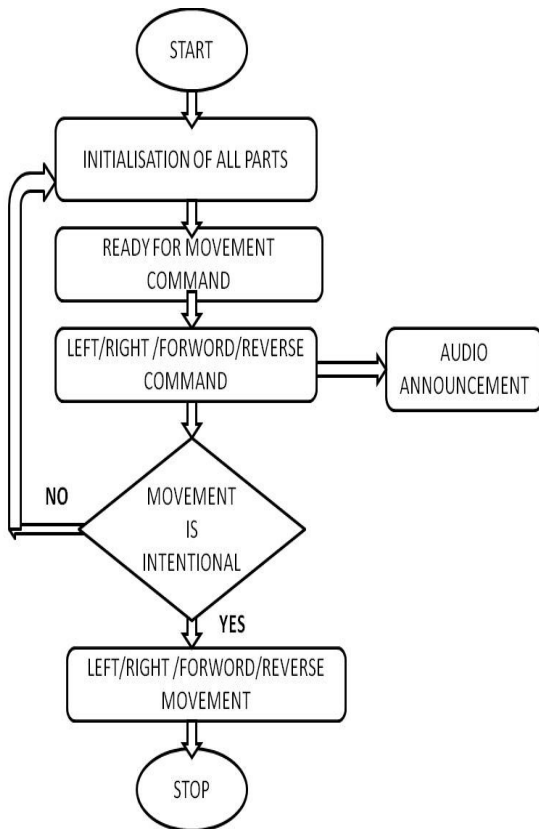 START
INITIALISATION OF ALL PARTS
READY FOR MOVEMENT
COMMAND
LEFT/RIGHT /FORWORD/REVERSE
COMMAND
AUDIO
ANNOUNCEMENT
NO
MOVEMENT
IS
INTENTIONAL
YES
LEFT/RIGHT /FORWORD/REVERSE
MOVEMENT
STOP